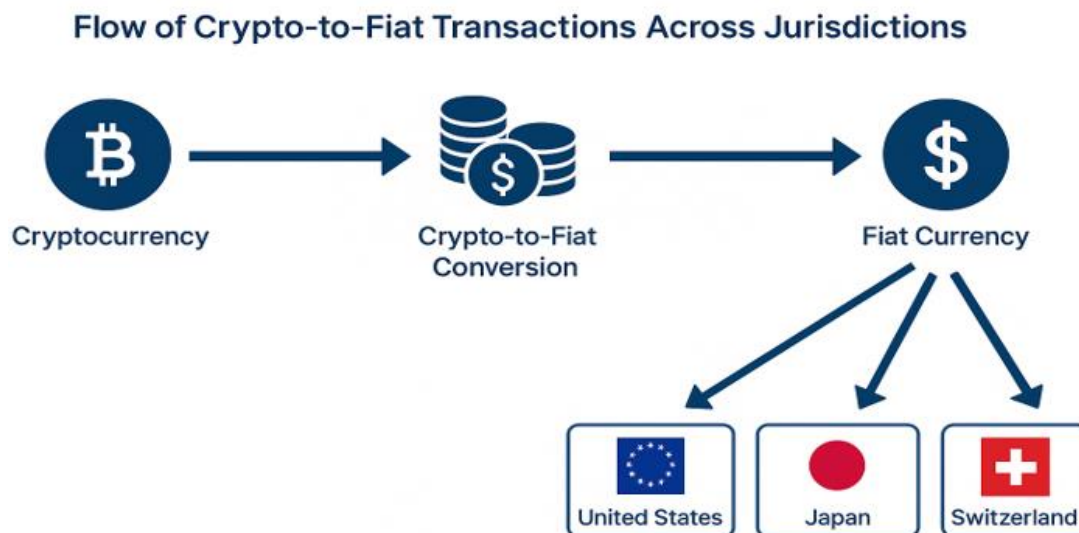 Flow of Crypto-to-Fiat Transactions Across Jurisdictions
₿
$
$
Cryptocurrency
Crypto-to-Fiat
Conversion
Fiat Currency
United States
Japan
Switzerland